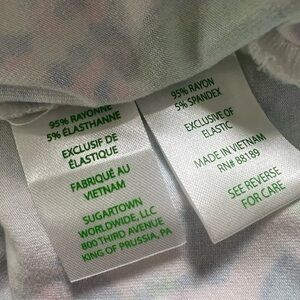 95% RAYONNE
5% ÉLASTHANNE
EXCLUSIF DE
ÉLASTIQUE
FABRIQUÉ AU
VIETNAM
SUGARTOWN
WORLDWIDE, LLC
800 THIRD AVENUE
KING OF PRUSSIA, PA
95% RAYON
5% SPANDEX
EXCLUSIVE OF
ELASTIC
MADE IN VIETNAM
RN# 88189
SEE REVERSE
FOR CARE